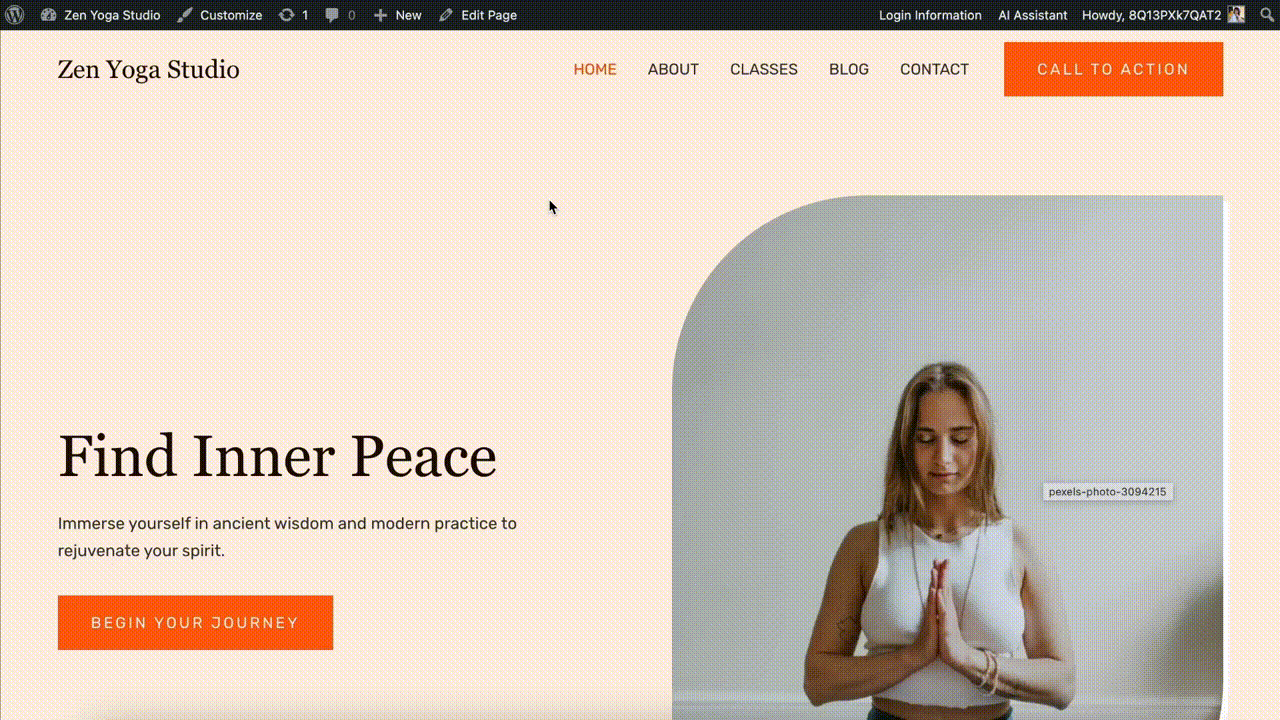 Zen Yoga Studio Customize 1 0 New Edit Page Login Information AI Assistant Howdy, 8Q13PXk7QAT2
Zen Yoga Studio HOME ABOUT CLASSES BLOG CONTACT CALL TO ACTION
Find Inner Peace
pexels-photo-3094215
Immerse yourself in ancient wisdom and modern practice to
rejuvenate your spirit.
BEGIN YOUR JOURNEY